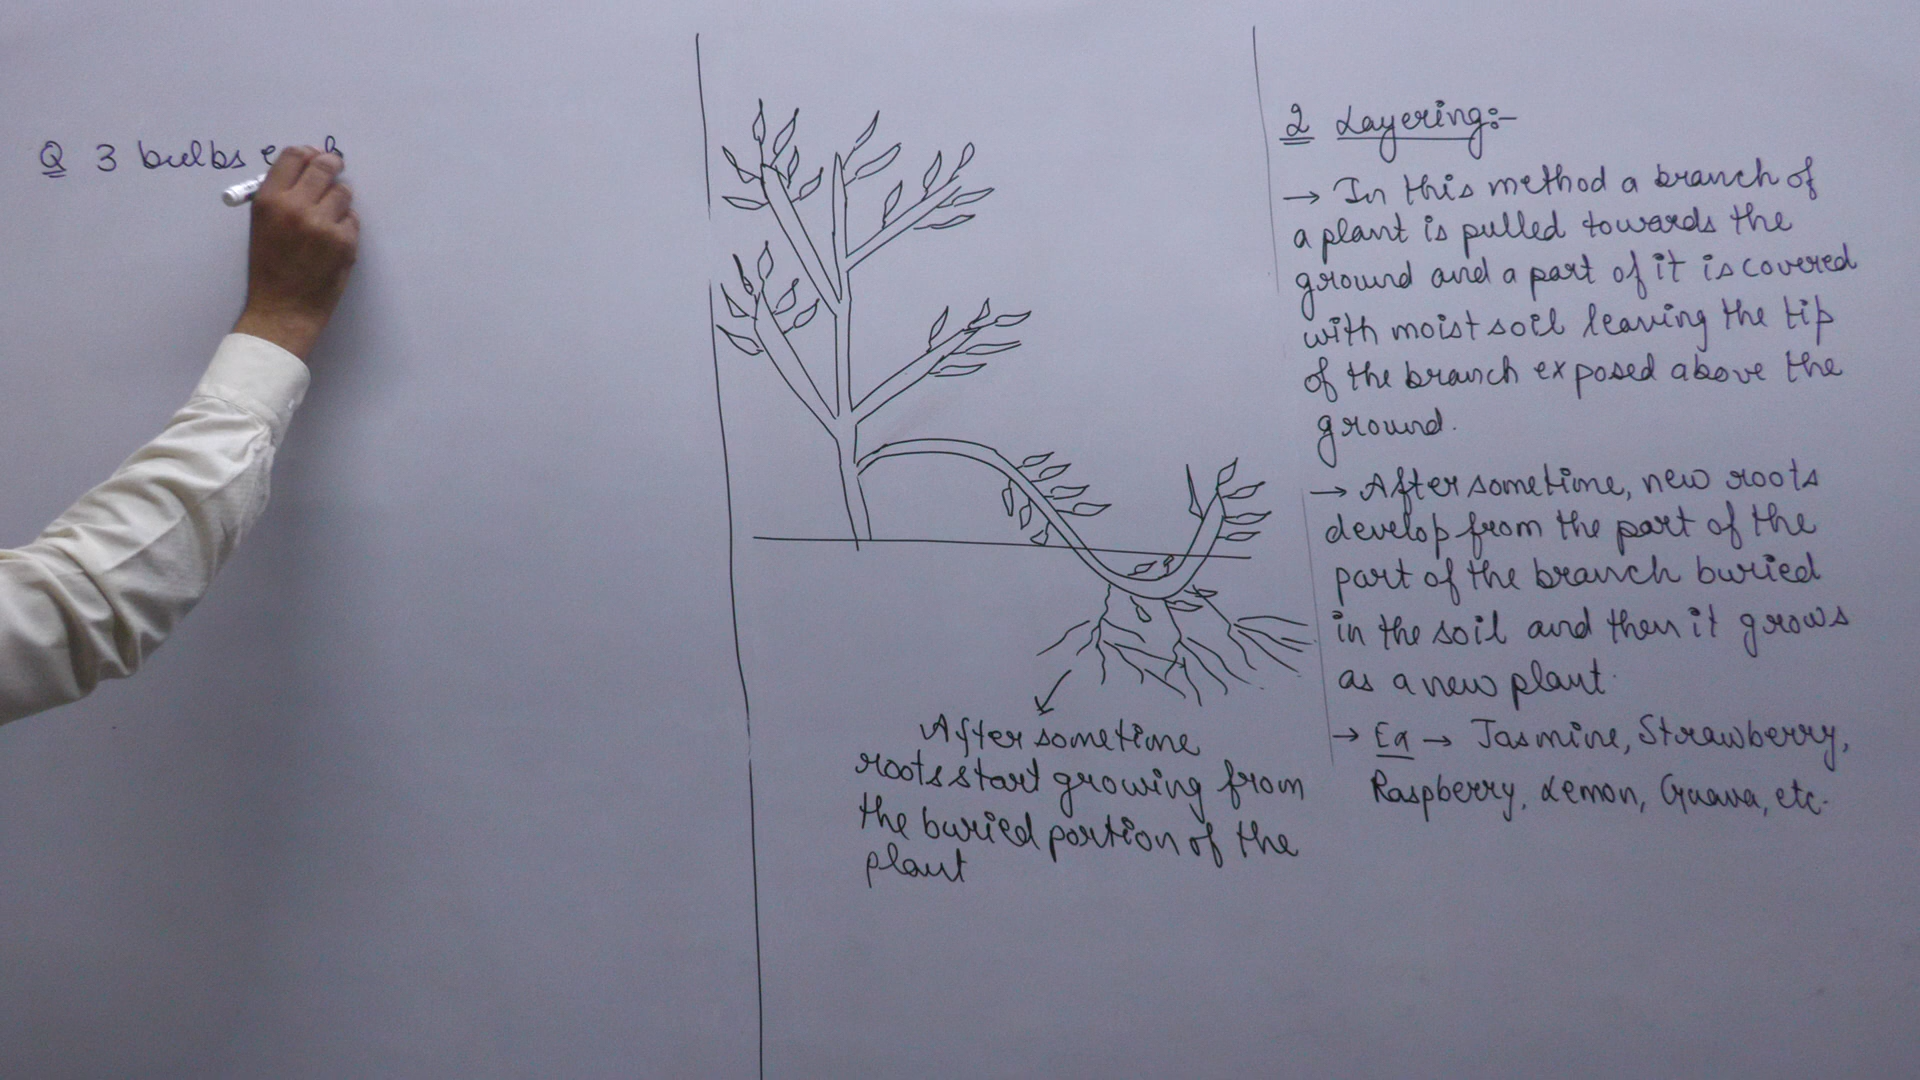 Q 3 bulbs
After sometime
roots start growing from
the buried portion of the
plant
2 Layering:-
→ In this method a branch of
a plant is pulled towards the
ground and a part of it is covered
with moist soil leaving the tip
of the branch exposed above the
ground.
→ After sometime, new roots
develop from the part of the
part of the branch buried
in the soil and then it grows
as a new plant.
→ Eg → Jasmine, Strawberry,
Raspberry, Lemon, Guava, etc.